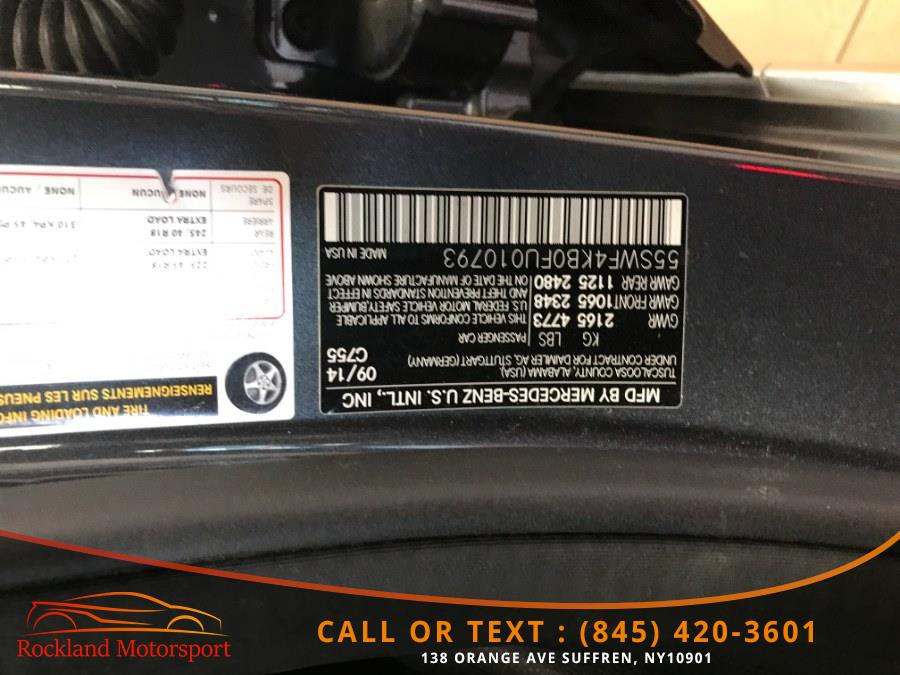 MFD BY MERCEDES-BENZ U.S. INTL., INC
TUSCALOOSA COUNTY, ALABAMA (USA),
UNDER CONTRACT FOR DAIMLER AG, STUTTGART (GERMANY)
09/14
C755
PASSENGER CAR
KG LBS
GVWR 2165 4773
GAWR FRONT 1065 2348
GAWR REAR 1125 2480
THIS VEHICLE CONFORMS TO ALL APPLICABLE
U.S. FEDERAL MOTOR VEHICLE SAFETY, BUMPER
AND THEFT PREVENTION STANDARDS IN EFFECT
ON THE DATE OF MANUFACTURE SHOWN ABOVE
55SWF4KB0FU010793
MADE IN USA
TIRE AND LOADING INFO
RENSEIGNEMENTS SUR LES PNEUS
225/45 R18
EXTRA LOAD
REAR
ARRIÈRE
245/40 R18
EXTRA LOAD
310 KPA, 45 PS
SPARE
DE SECOURS
NONE / AUCUN
NONE / AUCU
Rockland Motorsport
CALL OR TEXT : (845) 420-3601
138 ORANGE AVE SUFFREN, NY10901